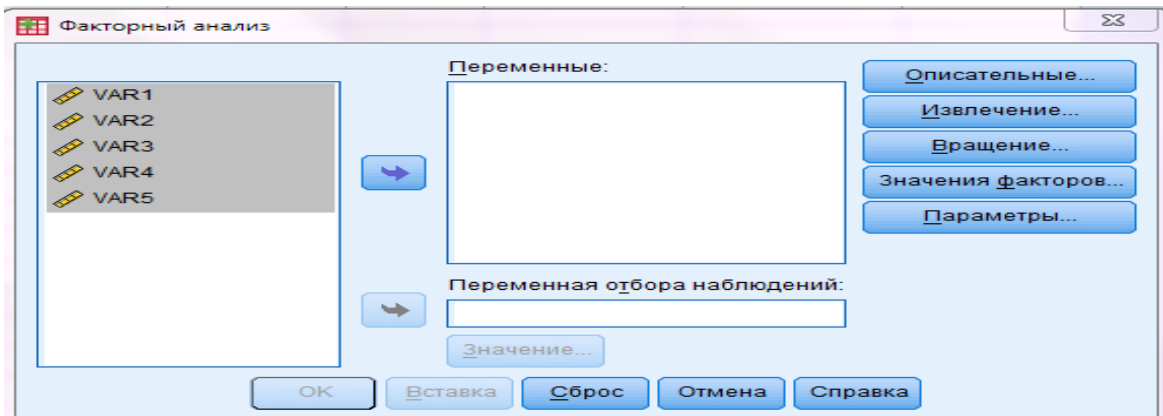 Факторный анализ
VAR1
VAR2
VAR3
VAR4
VAR5
Переменные:
Переменная отбора наблюдений:
Значение...
Описательные...
Извлечение...
Вращение...
Значения факторов...
Параметры...
OK Вставка Сброс Отмена Справка